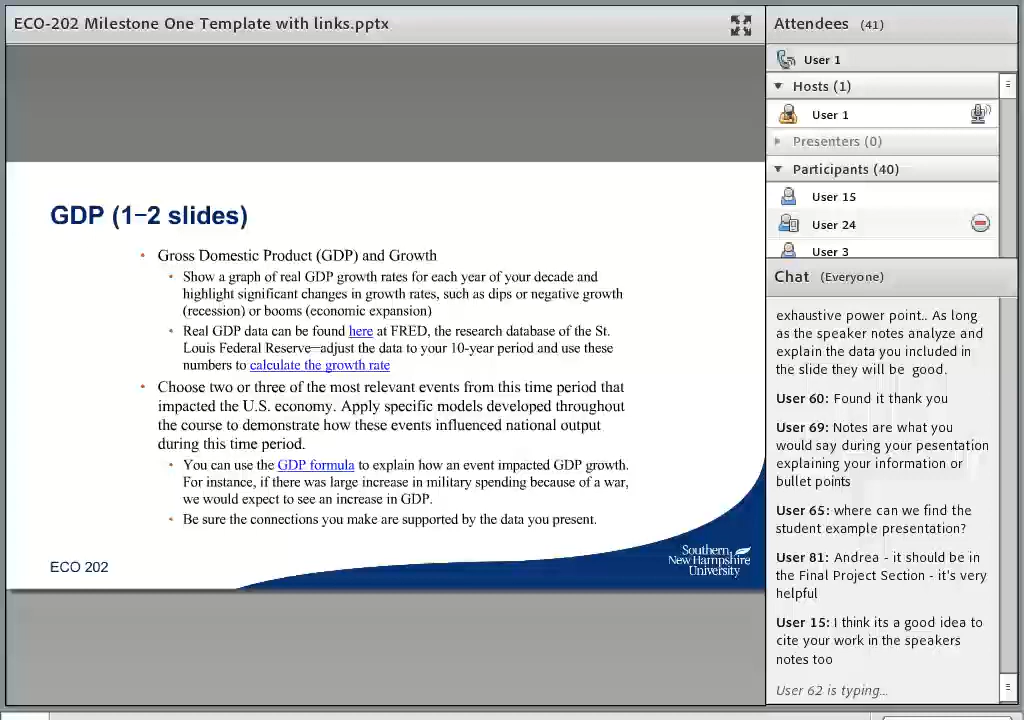 ECO-202 Milestone One Template with links.pptx
GDP (1−2 slides)
• Gross Domestic Product (GDP) and Growth
• Show a graph of real GDP growth rates for each year of your decade and
highlight significant changes in growth rates, such as dips or negative growth
(recession) or booms (economic expansion)
• Real GDP data can be found here at FRED, the research database of the St.
Louis Federal Reserve—adjust the data to your 10-year period and use these
numbers to calculate the growth rate
• Choose two or three of the most relevant events from this time period that
impacted the U.S. economy. Apply specific models developed throughout
the course to demonstrate how these events influenced national output
during this time period.
• You can use the GDP formula to explain how an event impacted GDP growth.
For instance, if there was large increase in military spending because of a war,
we would expect to see an increase in GDP.
• Be sure the connections you make are supported by the data you present.
ECO 202
Southern
New Hampshire
University
Attendees (41)
User 1
Hosts (1)
User 1
Presenters (0)
Participants (40)
User 15
User 24
User 3
Chat (Everyone)
exhaustive power point.. As long
as the speaker notes analyze and
explain the data you included in
the slide they will be good.
User 60: Found it thank you
User 69: Notes are what you
would say during your pesentation
explaining your information or
bullet points
User 65: where can we find the
student example presentation?
User 81: Andrea - it should be in
the Final Project Section - it's very
helpful
User 15: I think its a good idea to
cite your work in the speakers
notes too
User 62 is typing...